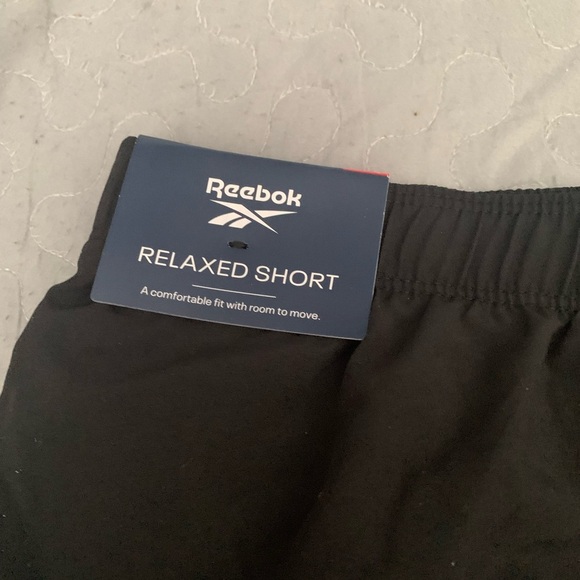 Reebok
RELAXED SHORT
A comfortable fit with room to move.